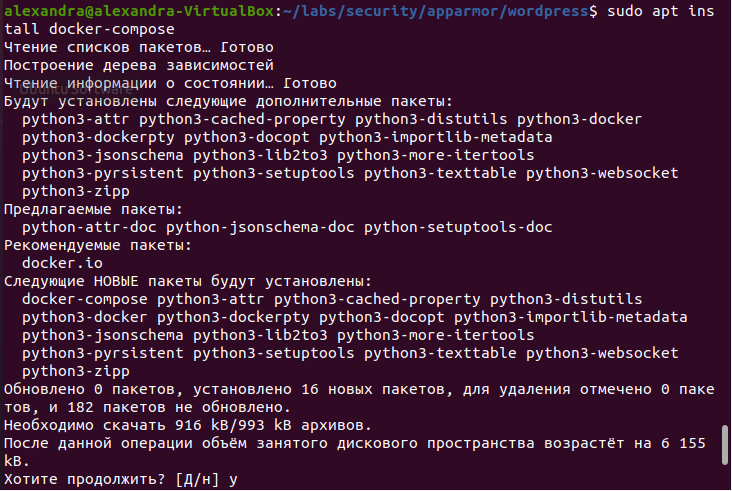 alexandra@alexandra-VirtualBox:~/labs/security/apparmor/wordpress$ sudo apt ins
tall docker-compose
Чтение списков пакетов… Готово
Построение дерева зависимостей
Чтение информации о состоянии… Готово
Ubuntu Software
Будут установлены следующие дополнительные пакеты:
  python3-attr python3-cached-property python3-distutils python3-docker
  python3-dockerpty python3-docopt python3-importlib-metadata
  python3-jsonschema python3-lib2to3 python3-more-itertools
  python3-pyrsistent python3-setuptools python3-texttable python3-websocket
  python3-zipp
Предлагаемые пакеты:
  python-attr-doc python-jsonschema-doc python-setuptools-doc
Рекомендуемые пакеты:
  docker.io
Следующие НОВЫЕ пакеты будут установлены:
  docker-compose python3-attr python3-cached-property python3-distutils
  python3-docker python3-dockerpty python3-docopt python3-importlib-metadata
  python3-jsonschema python3-lib2to3 python3-more-itertools
  python3-pyrsistent python3-setuptools python3-texttable python3-websocket
  python3-zipp
Обновлено 0 пакетов, установлено 16 новых пакетов, для удаления отмечено 0 паке
тов, и 182 пакетов не обновлено.
Необходимо скачать 916 kB/993 kB архивов.
После данной операции объём занятого дискового пространства возрастёт на 6 155
kB.
Хотите продолжить? [Д/н] y